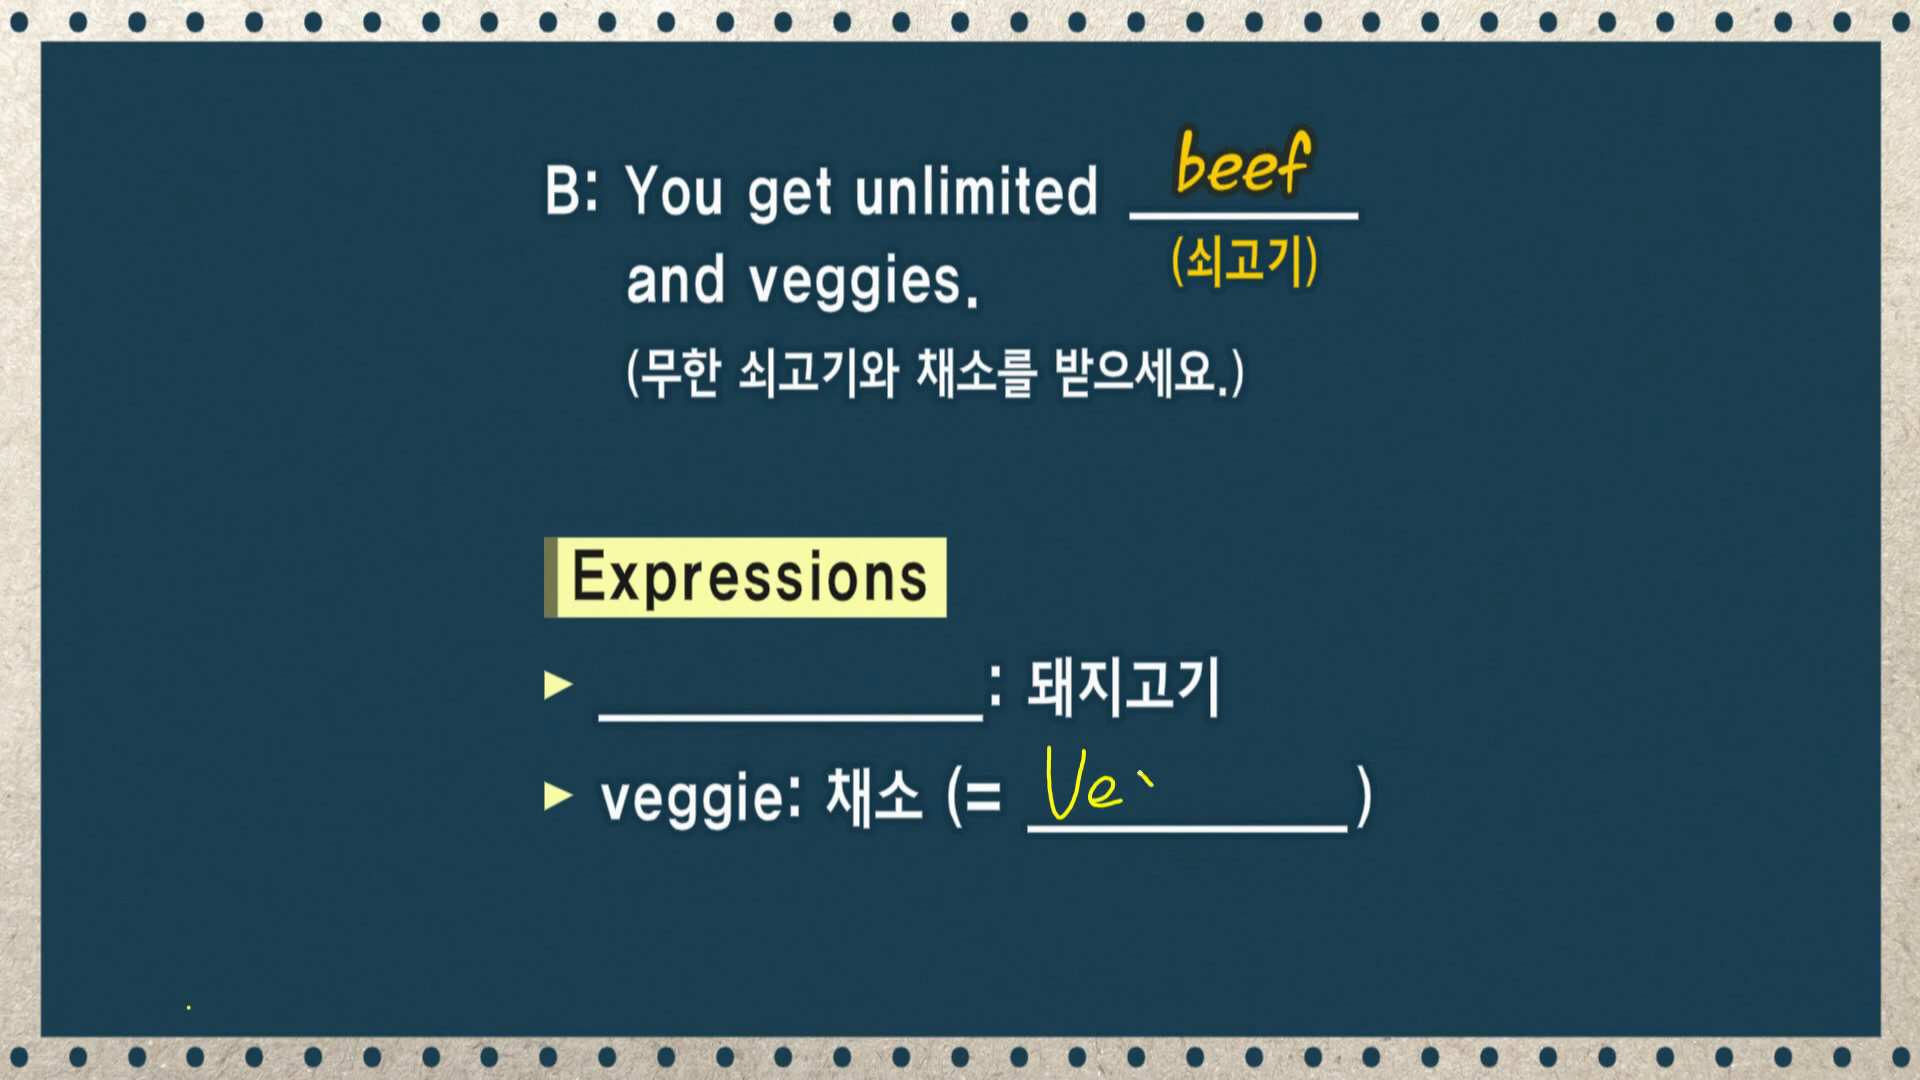 B: You get unlimited beef
(쇠고기)
and veggies.
(무한 쇠고기와 채소를 받으세요.)
Expressions
► ________: 돼지고기
► veggie: 채소 (= Ve )